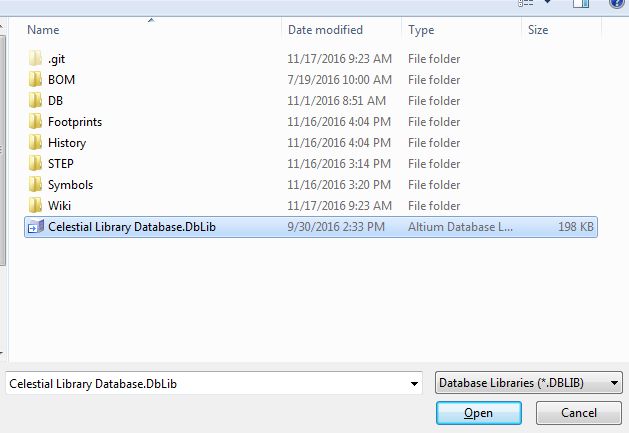 Name Date modified Type Size
.git 11/17/2016 9:23 AM File folder
BOM 7/19/2016 10:00 AM File folder
DB 11/1/2016 8:51 AM File folder
Footprints 11/16/2016 4:04 PM File folder
History 11/16/2016 4:04 PM File folder
STEP 11/16/2016 3:14 PM File folder
Symbols 11/16/2016 3:20 PM File folder
Wiki 11/17/2016 9:23 AM File folder
Celestial Library Database.DbLib 9/30/2016 2:33 PM Altium Database L... 198 KB
Celestial Library Database.DbLib Database Libraries (*.DBLIB)
Open Cancel